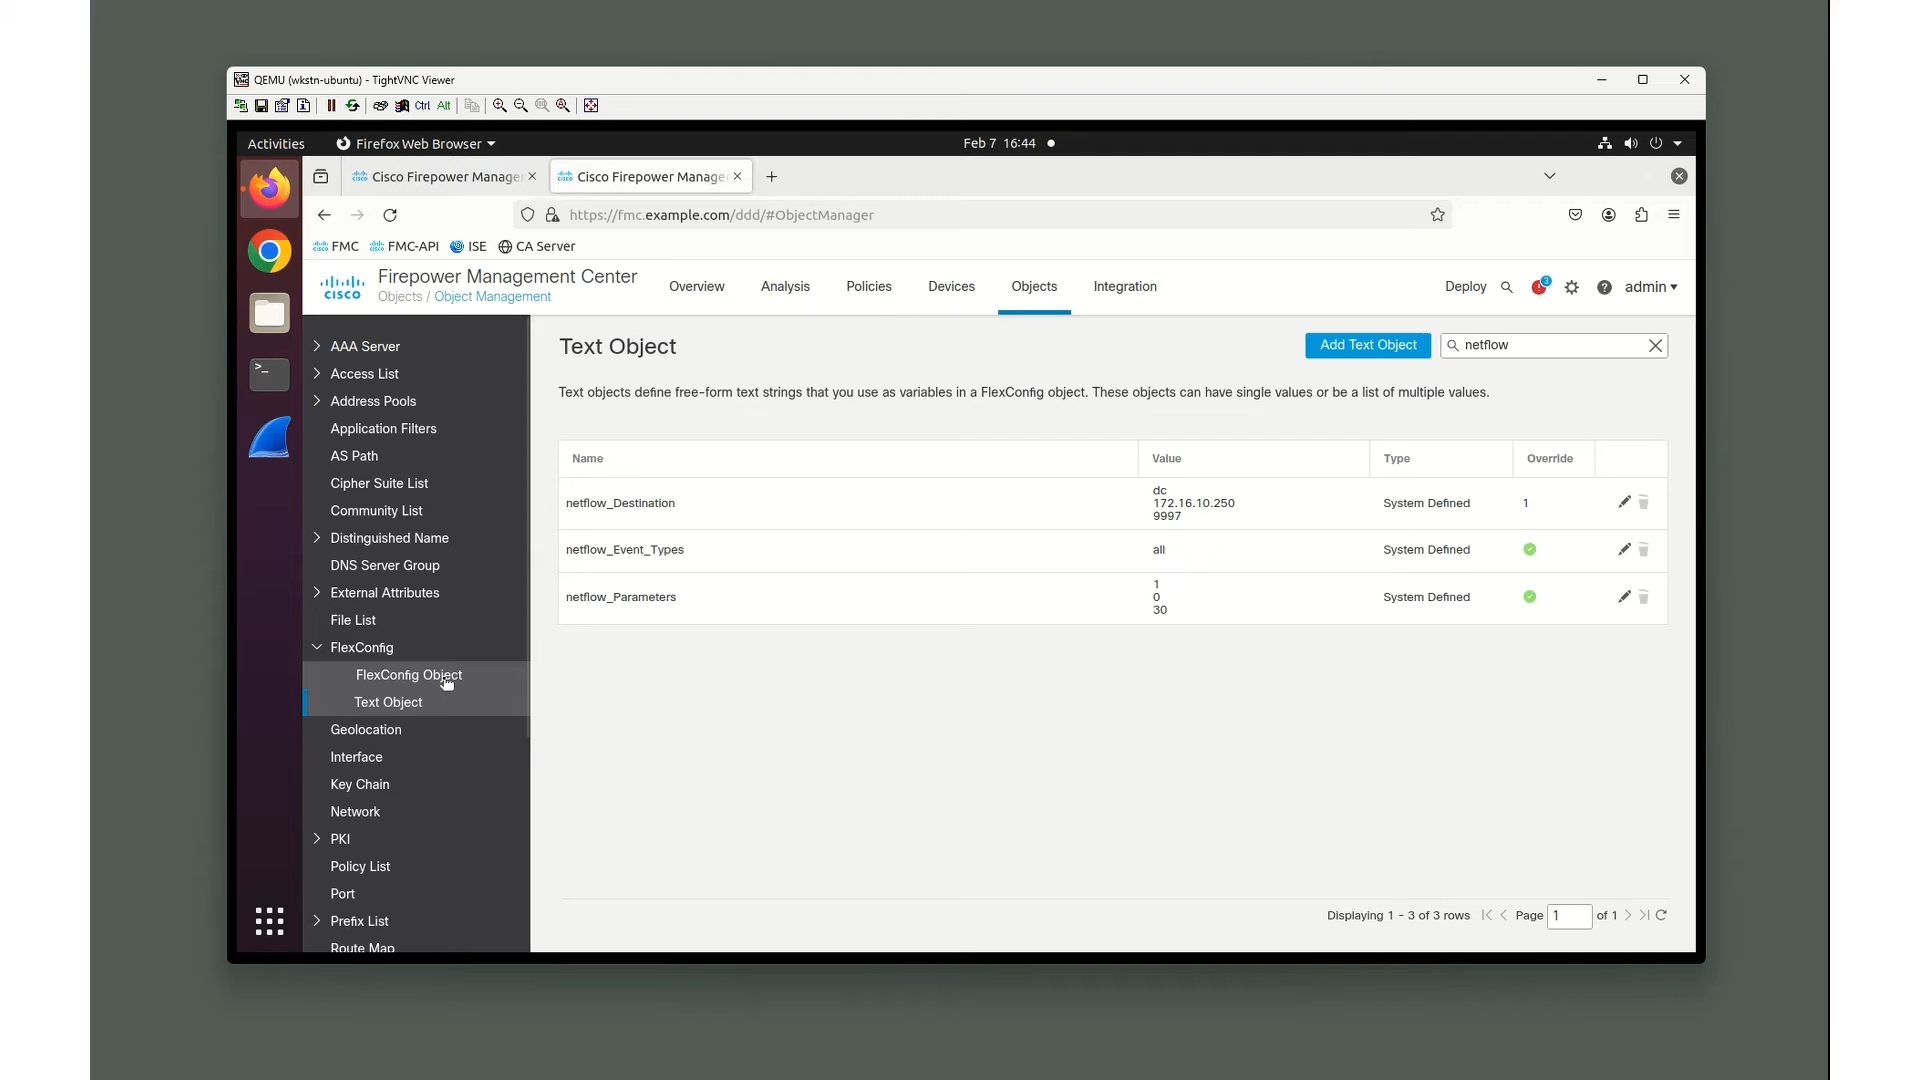 QEMU (wkstn-ubuntu) - TightVNC Viewer
Ctrl Alt
Activities Firefox Web Browser Feb 7 16:44
Cisco Firepower Manage Cisco Firepower Manage
https://fmc.example.com/ddd/#ObjectManager
FMC FMC-API ISE CA Server
cisco
Firepower Management Center
Objects / Object Management
Overview Analysis Policies Devices Objects Integration
Deploy 3 ? admin
AAA Server
Access List
Address Pools
Application Filters
AS Path
Cipher Suite List
Community List
Distinguished Name
DNS Server Group
External Attributes
File List
FlexConfig
FlexConfig Object
Text Object
Geolocation
Interface
Key Chain
Network
PKI
Policy List
Port
Prefix List
Route Map
Text Object
Add Text Object netflow
Text objects define free-form text strings that you use as variables in a FlexConfig object. These objects can have single values or be a list of multiple values.
Name Value Type Override
netflow_Destination dc System Defined 1
172.16.10.250
9997
netflow_Event_Types all System Defined
netflow_Parameters 1 System Defined
0
30
Displaying 1 - 3 of 3 rows Page 1 of 1